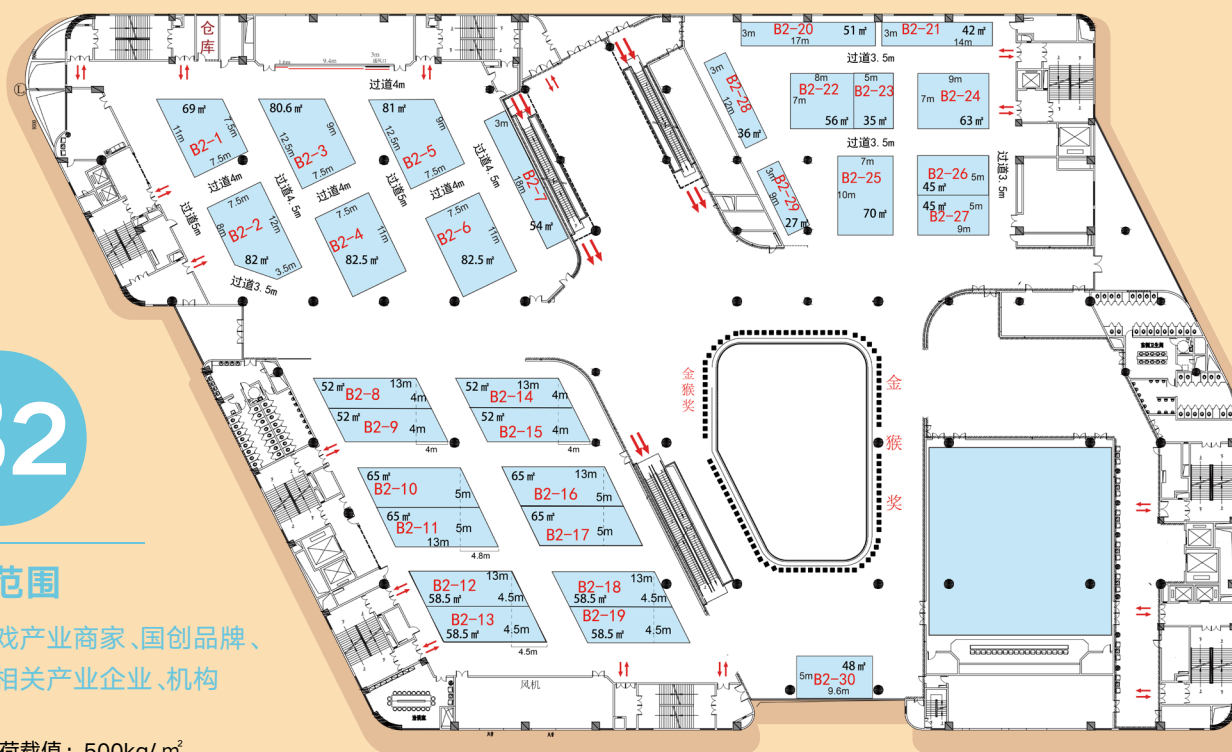 仓
库
3m
9.4m
过道4m
69㎡
7.5m
11m
B2-1
7.5m
80.6㎡
9m
12.5m
B2-3
7.5m
81㎡
9m
12.5m
B2-5
7.5m
过道4m
过道4.5m
过道4m
过道5m
过道4m
过道4.5m
过道5m
7.5m
8m
B2-2
12m
82㎡
3.5m
过道3.5m
7.5m
B2-4
11m
82.5㎡
7.5m
B2-6
11m
82.5㎡
3m
18m
B2-7
54㎡
3m
B2-28
12m
36㎡
3m
B2-29
9m
27㎡
3m
B2-20
51㎡
17m
3m
B2-21
42㎡
14m
过道3.5m
8m
B2-22
7m
56㎡
5m
B2-23
35㎡
9m
7m
B2-24
63㎡
过道3.5m
过道3.5m
7m
B2-25
10m
70㎡
B2-26
5m
45㎡
45㎡
5m
B2-27
9m
52㎡
13m
B2-8
4m
52㎡
B2-9
4m
4m
52㎡
13m
B2-14
4m
52㎡
B2-15
4m
4m
65㎡
B2-10
5m
65㎡
B2-11
5m
13m
4.8m
65㎡
13m
B2-16
5m
65㎡
B2-17
5m
13m
B2-12
58.5㎡
4.5m
B2-13
58.5㎡
4.5m
4.5m
13m
B2-18
58.5㎡
4.5m
B2-19
58.5㎡
4.5m
金
猴
奖
金
猴
奖
48㎡
5m
B2-30
9.6m
风机
B2
范围
戏产业商家、国创品牌、
相关产业企业、机构
荷载值：500kg/㎡